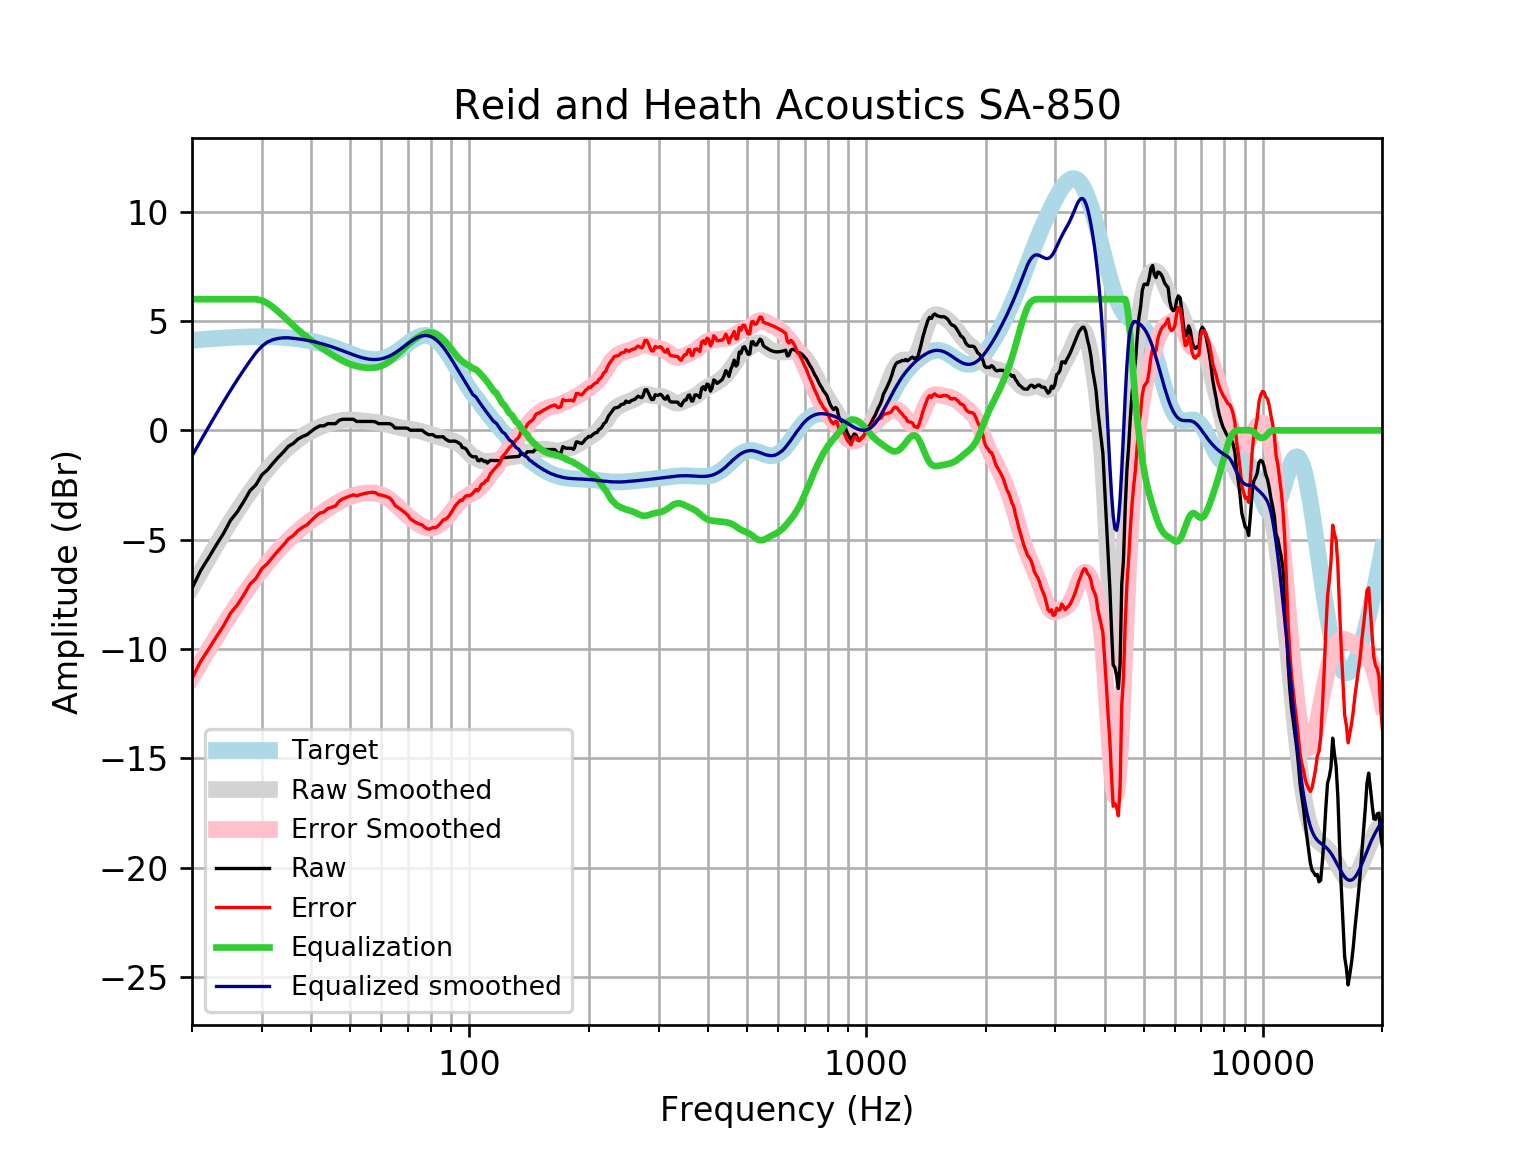 Reid and Heath Acoustics SA-850
10
5
0
−5
−10
−15
−20
−25
Amplitude (dBr)
Target
Raw Smoothed
Error Smoothed
Raw
Error
Equalization
Equalized smoothed
100 1000 10000
Frequency (Hz)